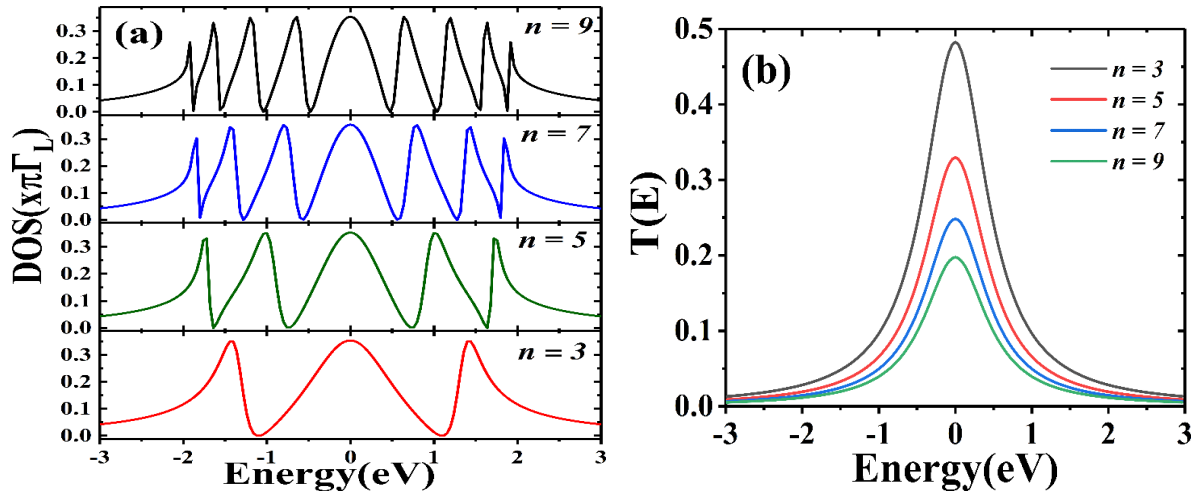 (a)
n = 9
n = 7
n = 5
n = 3
DOS(xπΓL)
0.3
0.2
0.1
0.0
0.3
0.2
0.1
0.0
0.3
0.2
0.1
0.0
0.3
0.2
0.1
0.0
-3 -2 -1 0 1 2 3
Energy(eV)
(b)
n = 3
n = 5
n = 7
n = 9
T(E)
0.5
0.4
0.3
0.2
0.1
0.0
-3 -2 -1 0 1 2 3
Energy(eV)